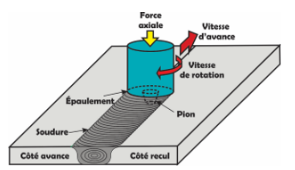 Force
axiale
Vitesse
d'avance
Vitesse
de rotation
Épaulement
Pion
Soudure
Côté avance
Côté recul